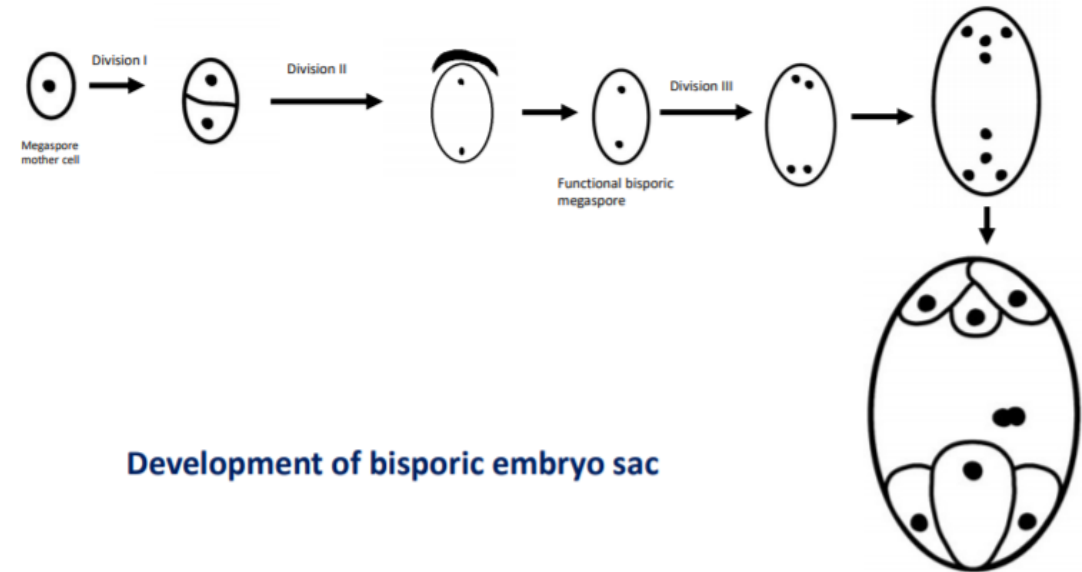 Division I
Division II
Division III
Megaspore
mother cell
Functional bisporic
megaspore
Development of bisporic embryo sac